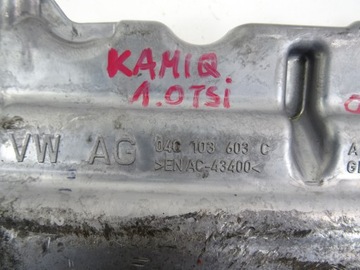 KAMIQ
1.0TSi
VW AG 04C 103 603 C
>EN AC-43400<